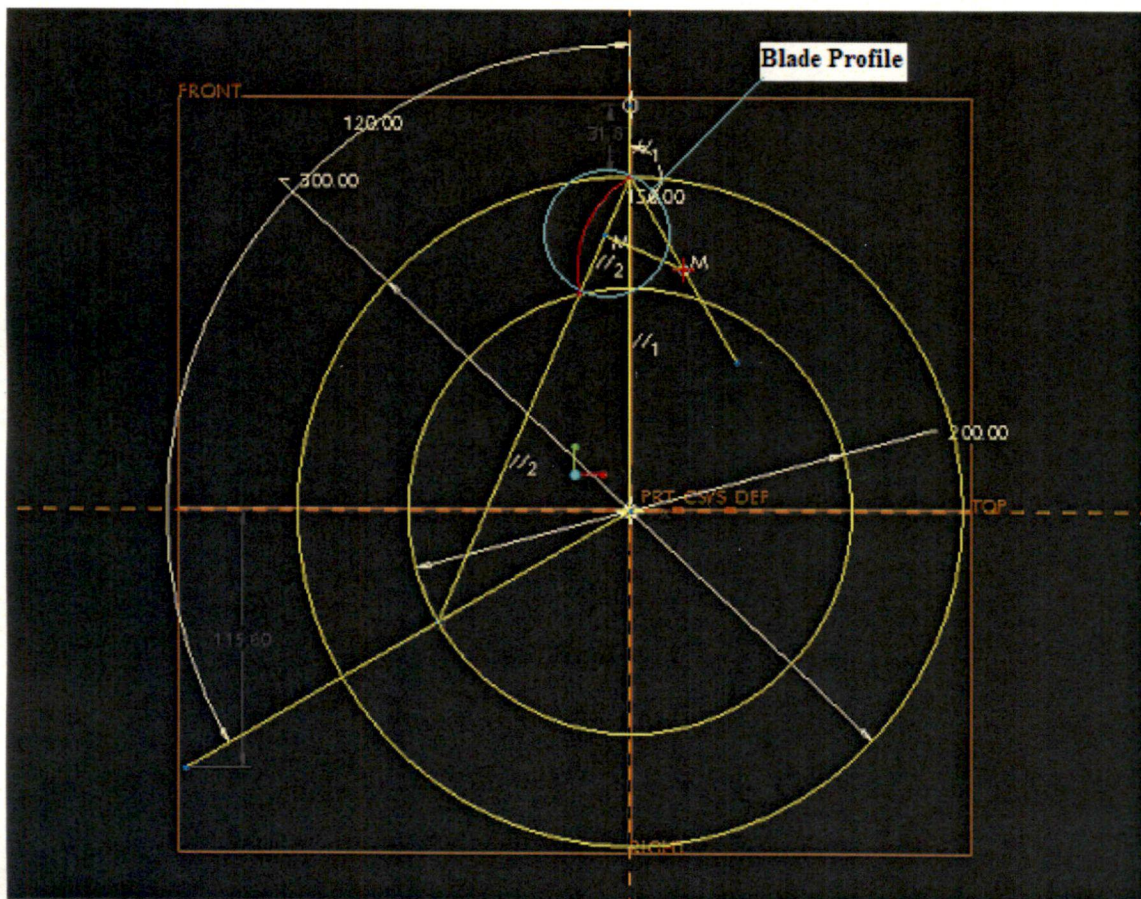 Blade Profile
FRONT
120.00
300.00
//1
150.00
M
M
//2
//1
200.00
//2
PRT_CSYS_DEF
TOP
115.60
RIGHT